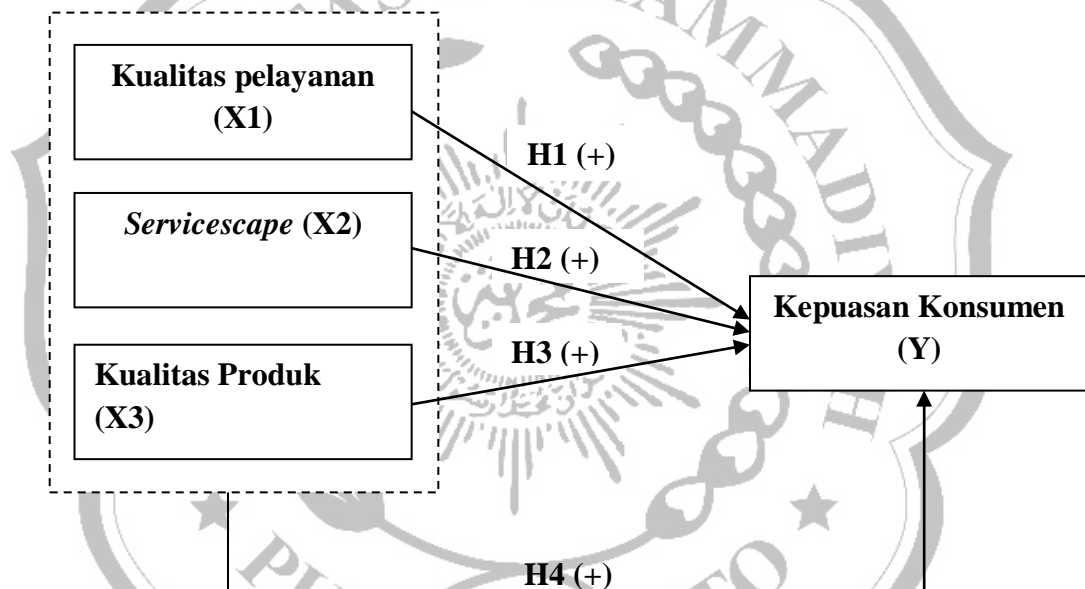 Kualitas pelayanan
(X1)
H1 (+)
Servicescape (X2)
H2 (+)
Kepuasan Konsumen
(Y)
H3 (+)
Kualitas Produk
(X3)
H4 (+)